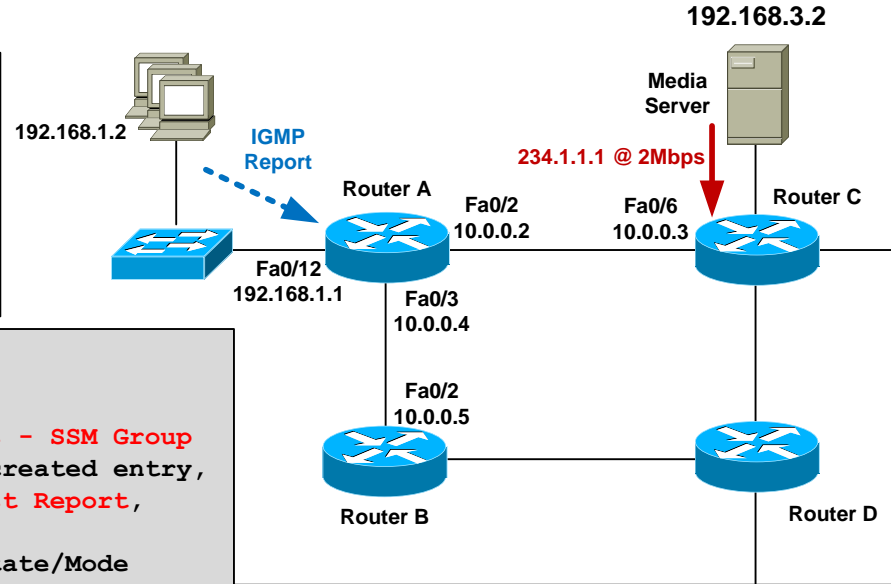 192.168.3.2
Media
Server
192.168.1.2
IGMP
Report
234.1.1.1 @ 2Mbps
Router A
Router C
Fa0/2
10.0.0.2
Fa0/6
10.0.0.3
Fa0/12
192.168.1.1
Fa0/3
10.0.0.4
Fa0/2
10.0.0.5
- SSM Group
created entry,
t Report,
ate/Mode
Router B
Router D